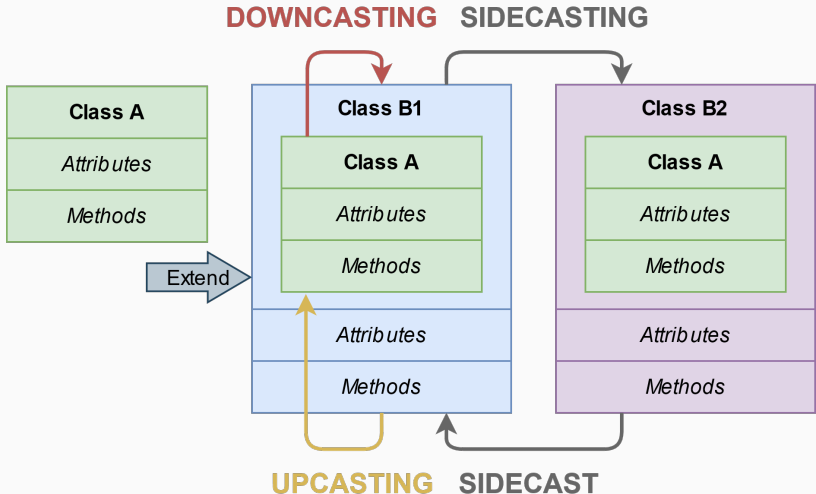 DOWNCASTING SIDECASTING
Class A
Attributes
Methods
Extend
Class B1
Class A
Attributes
Methods
Attributes
Methods
Class B2
Class A
Attributes
Methods
Attributes
Methods
UPCASTING SIDECAST